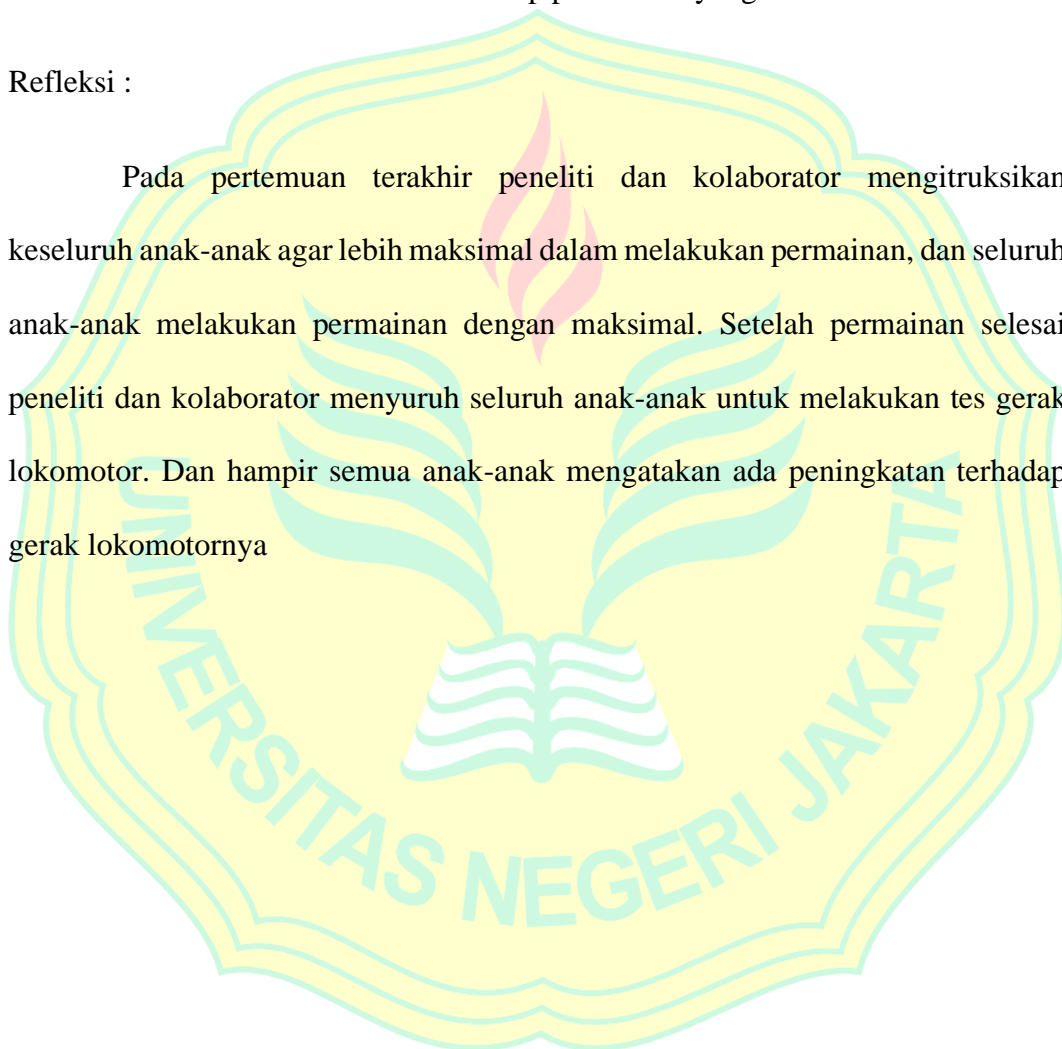 Refleksi :
Pada pertemuan terakhir peneliti dan kolaborator mengitruksikan
keseluruh anak-anak agar lebih maksimal dalam melakukan permainan, dan seluruh
anak-anak melakukan permainan dengan maksimal. Setelah permainan selesai
peneliti dan kolaborator menyuruh seluruh anak-anak untuk melakukan tes gerak
lokomotor. Dan hampir semua anak-anak mengatakan ada peningkatan terhadap
gerak lokomotornya
UNIVERSITAS NEGERI JAKARTA